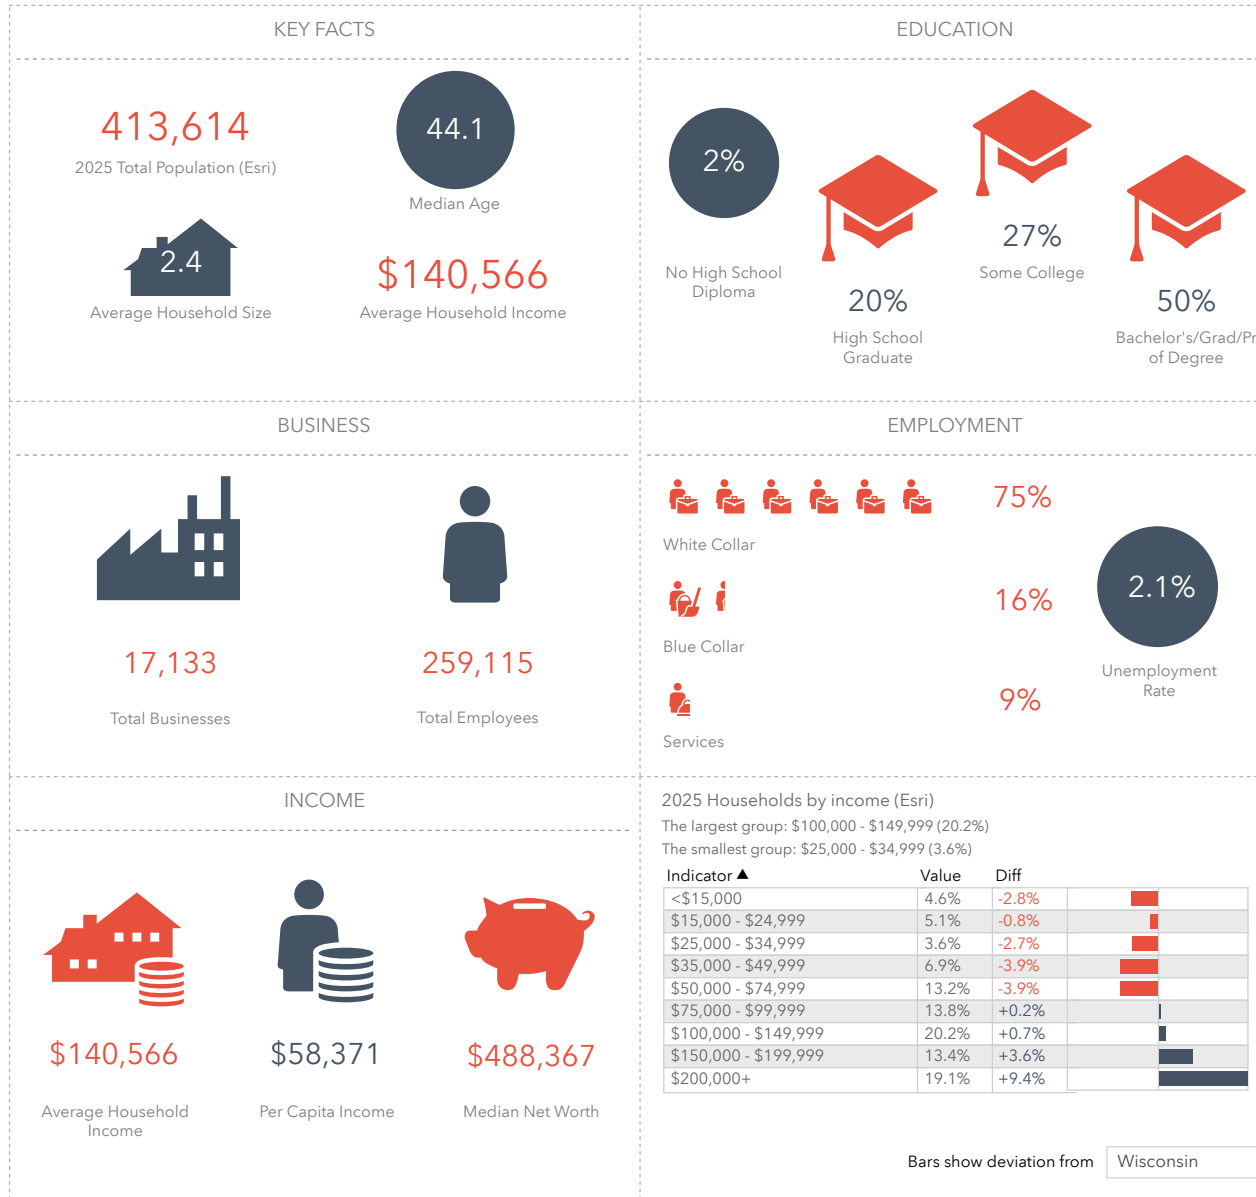 KEY FACTS
413,614
2025 Total Population (Esri)
44.1
Median Age
2.4
Average Household Size
$140,566
Average Household Income
EDUCATION
2%
No High School
Diploma
20%
High School
Graduate
27%
Some College
50%
Bachelor's/Grad/Pr
of Degree
BUSINESS
17,133
Total Businesses
259,115
Total Employees
EMPLOYMENT
75%
White Collar
16%
Blue Collar
9%
Services
2.1%
Unemployment
Rate
INCOME
$140,566
Average Household
Income
$58,371
Per Capita Income
$488,367
Median Net Worth
2025 Households by income (Esri)
The largest group: $100,000 - $149,999 (20.2%)
The smallest group: $25,000 - $34,999 (3.6%)
Indicator ▲ Value Diff
<$15,000 4.6% -2.8%
$15,000 - $24,999 5.1% -0.8%
$25,000 - $34,999 3.6% -2.7%
$35,000 - $49,999 6.9% -3.9%
$50,000 - $74,999 13.2% -3.9%
$75,000 - $99,999 13.8% +0.2%
$100,000 - $149,999 20.2% +0.7%
$150,000 - $199,999 13.4% +3.6%
$200,000+ 19.1% +9.4%
Bars show deviation from Wisconsin